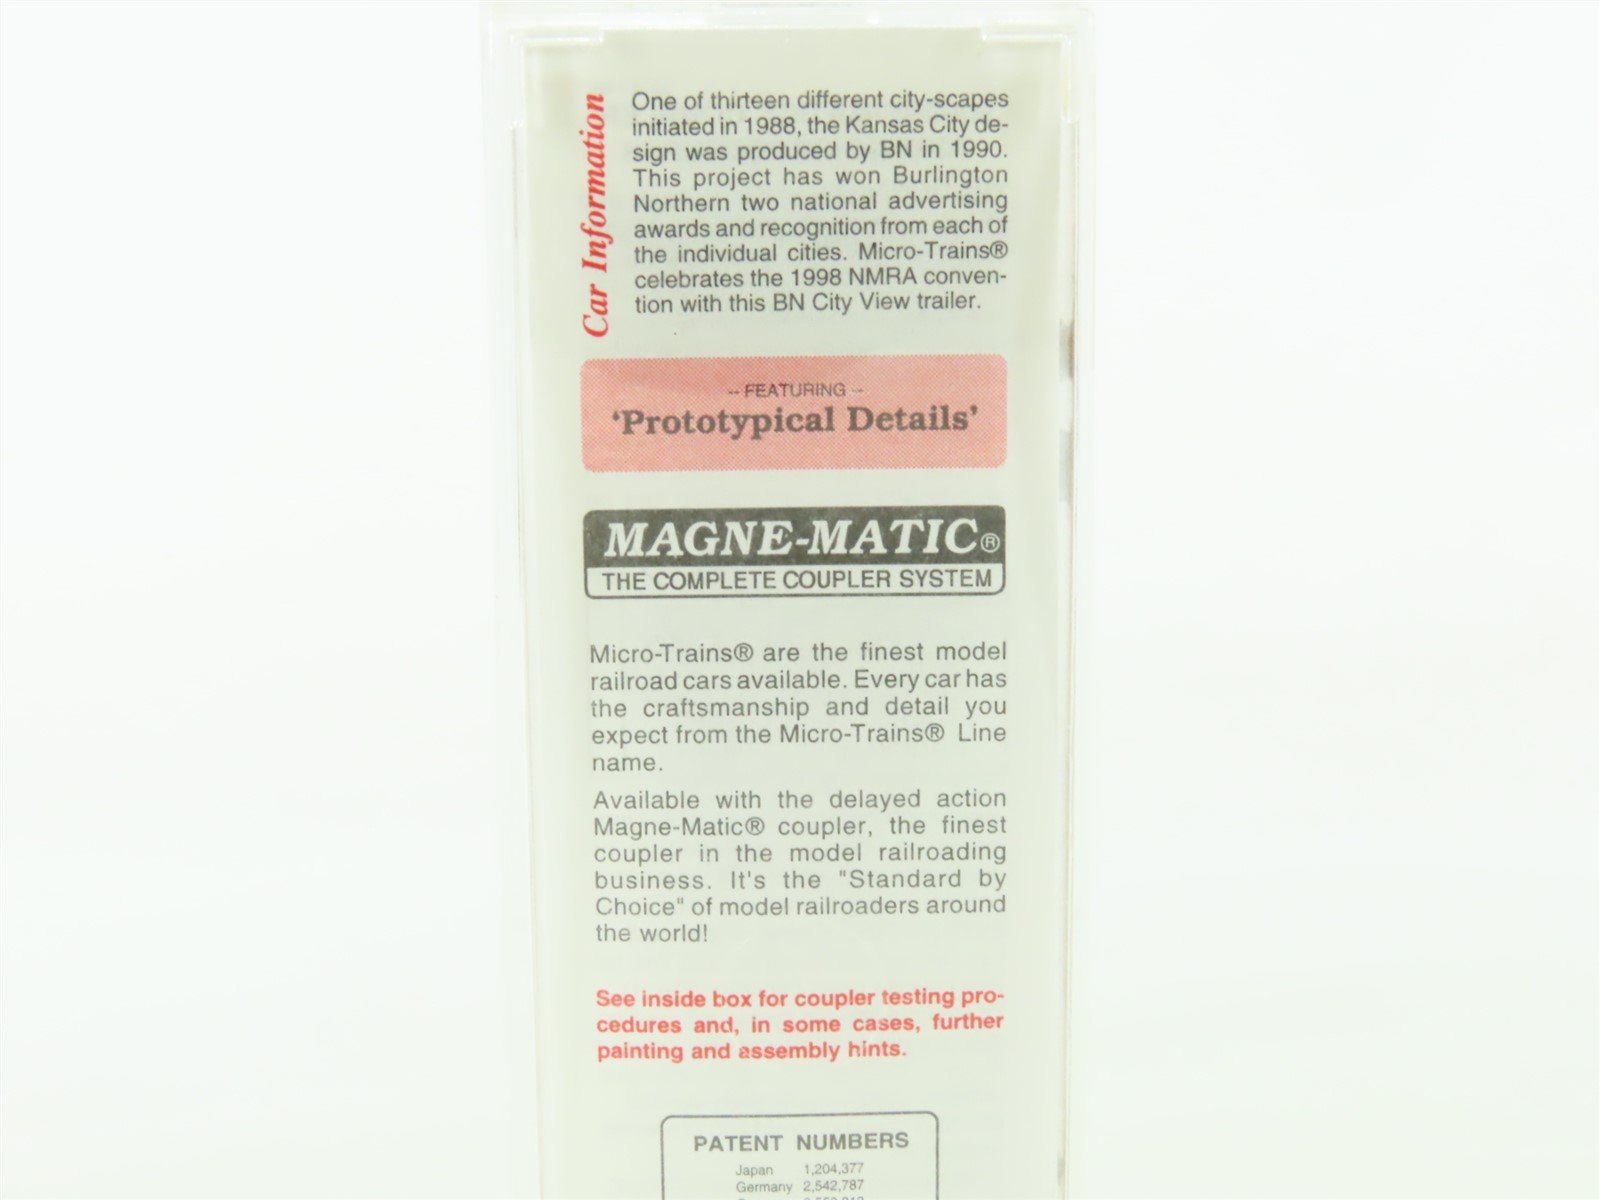 Car Information
One of thirteen different city-scapes
initiated in 1988, the Kansas City de-
sign was produced by BN in 1990.
This project has won Burlington
Northern two national advertising
awards and recognition from each of
the individual cities. Micro-Trains®
celebrates the 1998 NMRA conven-
tion with this BN City View trailer.
-- FEATURING --
'Prototypical Details'
MAGNE-MATIC®
THE COMPLETE COUPLER SYSTEM
Micro-Trains® are the finest model
railroad cars available. Every car has
the craftsmanship and detail you
expect from the Micro-Trains® Line
name.
Available with the delayed action
Magne-Matic® coupler, the finest
coupler in the model railroading
business. It's the "Standard by
Choice" of model railroaders around
the world!
See inside box for coupler testing pro-
cedures and, in some cases, further
painting and assembly hints.
PATENT NUMBERS
Japan 1,204,377
Germany 2,542,787